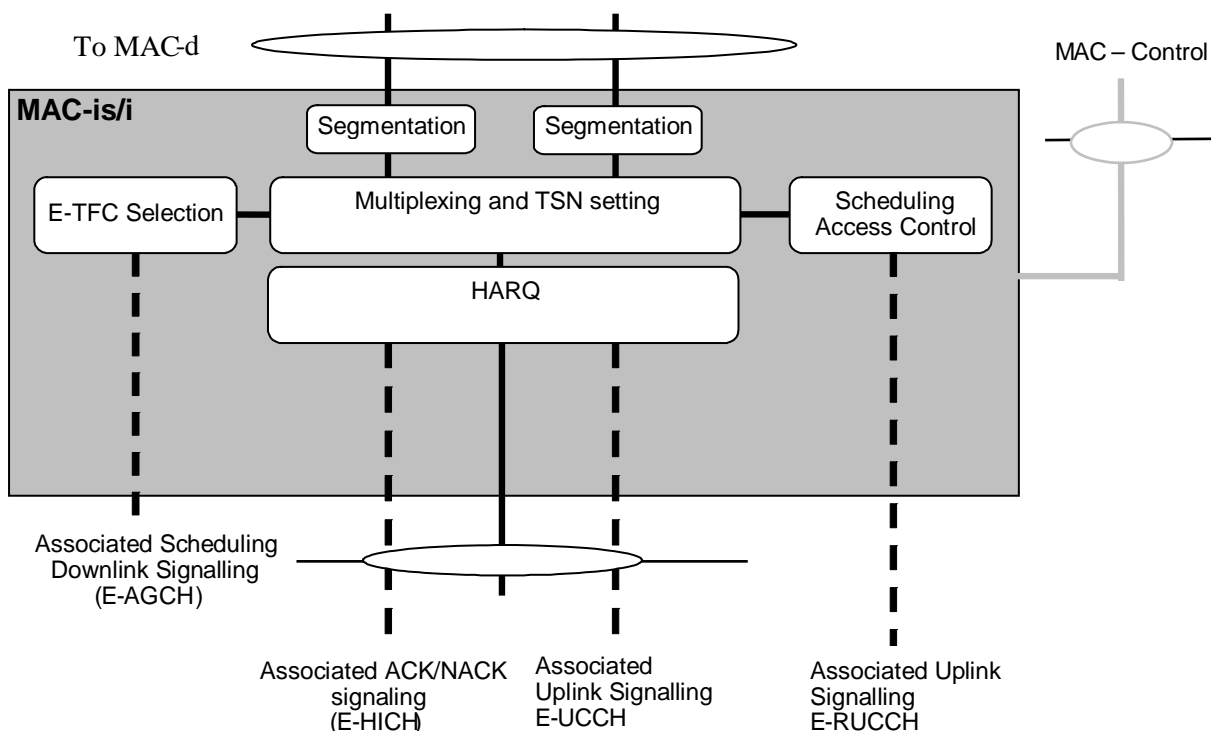 To MAC-d
MAC – Control
MAC-is/i
Segmentation
Segmentation
E-TFC Selection
Multiplexing and TSN setting
Scheduling
Access Control
HARQ
Associated Scheduling
Downlink Signalling
(E-AGCH)
Associated ACK/NACK
signaling
(E-HICH)
Associated
Uplink Signalling
E-UCCH
Associated Uplink
Signalling
E-RUCCH